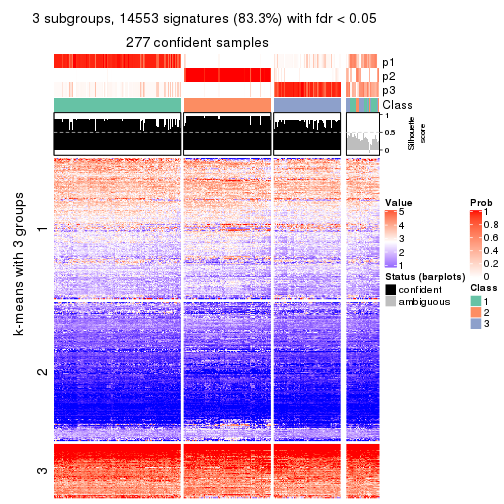 3 subgroups, 14553 signatures (83.3%) with fdr < 0.05
277 confident samples
p1
p2
p3
Class
1
0.5
0
Silhouette
score
k-means with 3 groups
1
2
3
Value
5
4
3
2
1
Status (barplots)
confident
ambiguous
Prob
1
0.8
0.6
0.4
0.2
0
Class
1
2
3